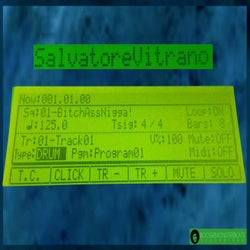 SalvatoreVitrano
Now:001.01.00
Sq:01-BitchAssNigga! Loop:ON
♩:125.0 Tsig: 4/ 4 Bars: 8
Tr:01-Track01 V%:100 Mute:OFF
Type:DRUM Pgm:Program01 Midi:OFF
T.C. CLICK TR - TR + MUTE SOLO